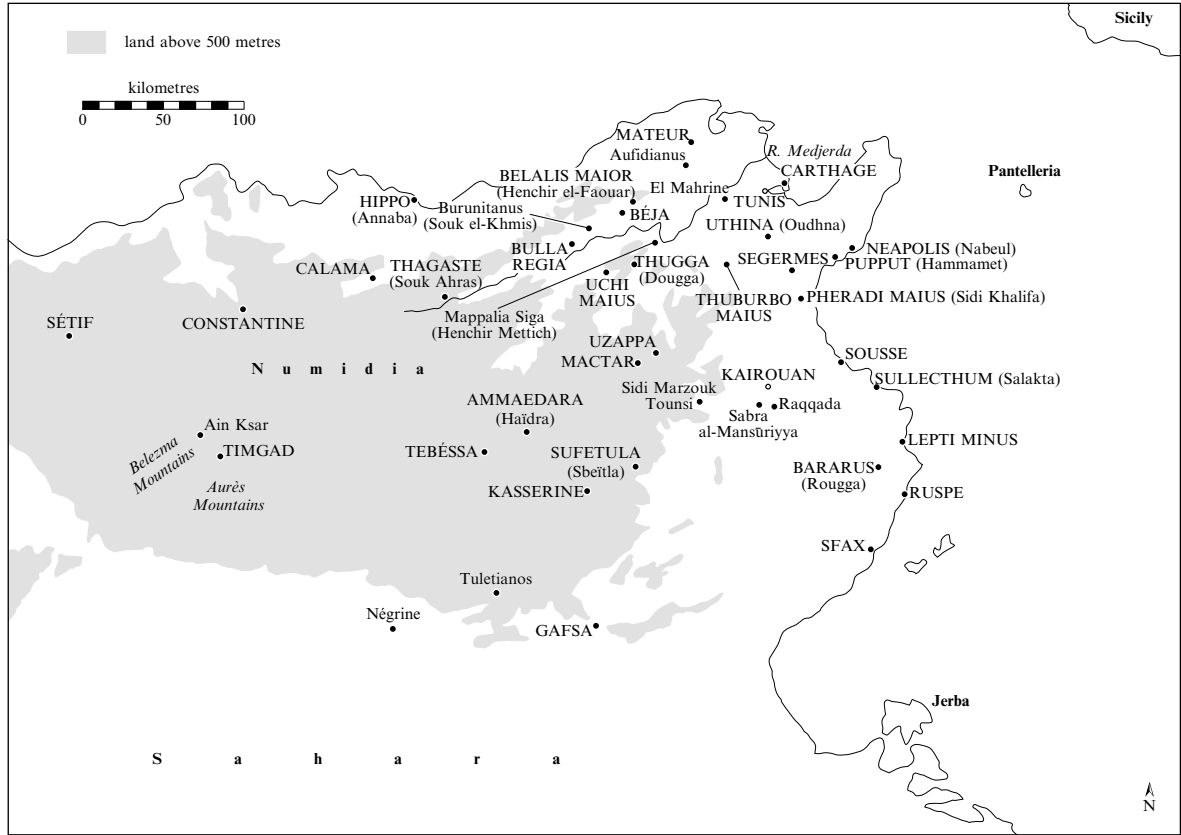 Sicily
land above 500 metres
kilometres
0 50 100
MATEUR
Aufidianus
R. Medjerda
CARTHAGE
Pantelleria
BELALIS MAIOR
(Henchir el-Faouar)
El Mahrine
TUNIS
HIPPO
(Annaba)
Burunitanus
(Souk el-Khmis)
BÉJA
UTHINA (Oudhna)
BULLA
REGIA
NEAPOLIS (Nabeul)
SEGERMES
PUPPUT (Hammamet)
CALAMA
THAGASTE
(Souk Ahras)
THUGGA
(Dougga)
UCHI
MAIUS
THUBURBO
MAIUS
PHERADI MAIUS (Sidi Khalifa)
Mappalia Siga
(Henchir Mettich)
SÉTIF
CONSTANTINE
UZAPPA
MACTAR
SOUSSE
Numidia
KAIROUAN
SULLECTHUM (Salakta)
Sidi Marzouk
Tounsi
Sabra
al-Mansūriyya
Raqqada
AMMAEDARA
(Haïdra)
Ain Ksar
Belezma
Mountains
TIMGAD
TEBÉSSA
SUFETULA
(Sbeïtla)
LEPTI MINUS
BARARUS
(Rougga)
Aurès
Mountains
KASSERINE
RUSPE
SFAX
Tuletianos
Négrine
GAFSA
Jerba
Sahara
N